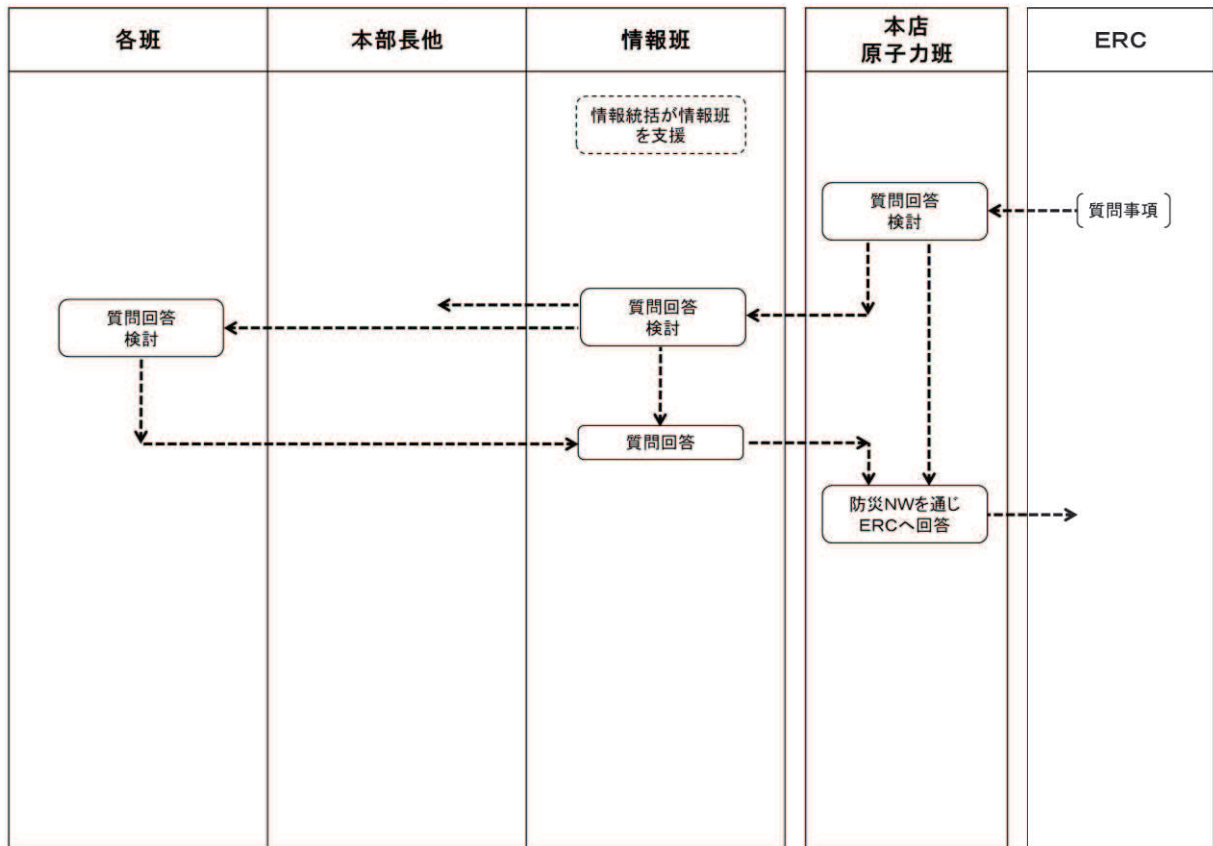 各班
本部長他
情報班
本店
原子力班
ERC
情報統括が情報班
を支援
質問回答
検討
質問事項
質問回答
検討
質問回答
検討
質問回答
防災NWを通じ
ERCへ回答